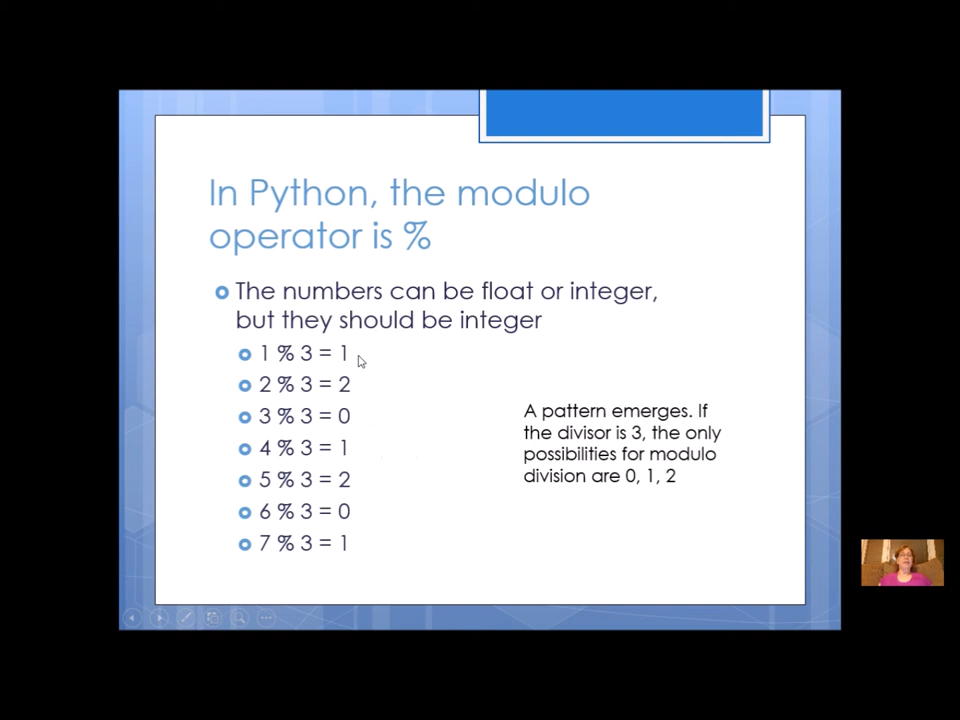 In Python, the modulo
operator is %
The numbers can be float or integer,
but they should be integer
1 % 3 = 1
2 % 3 = 2
3 % 3 = 0
4 % 3 = 1
5 % 3 = 2
6 % 3 = 0
7 % 3 = 1
A pattern emerges. If
the divisor is 3, the only
possibilities for modulo
division are 0, 1, 2